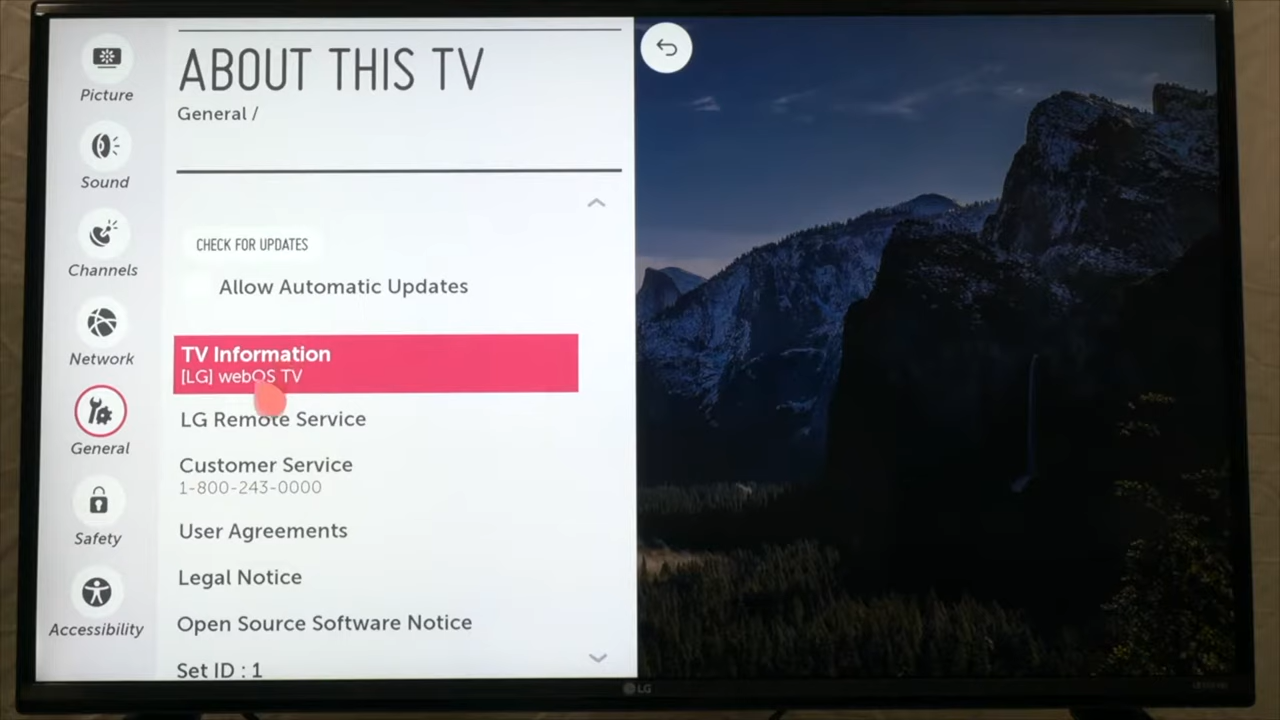 ABOUT THIS TV
General /
CHECK FOR UPDATES
Allow Automatic Updates
TV Information
[LG] webOS TV
LG Remote Service
Customer Service
1-800-243-0000
User Agreements
Legal Notice
Open Source Software Notice
Set ID : 1
Picture
Sound
Channels
Network
General
Safety
Accessibility
LG